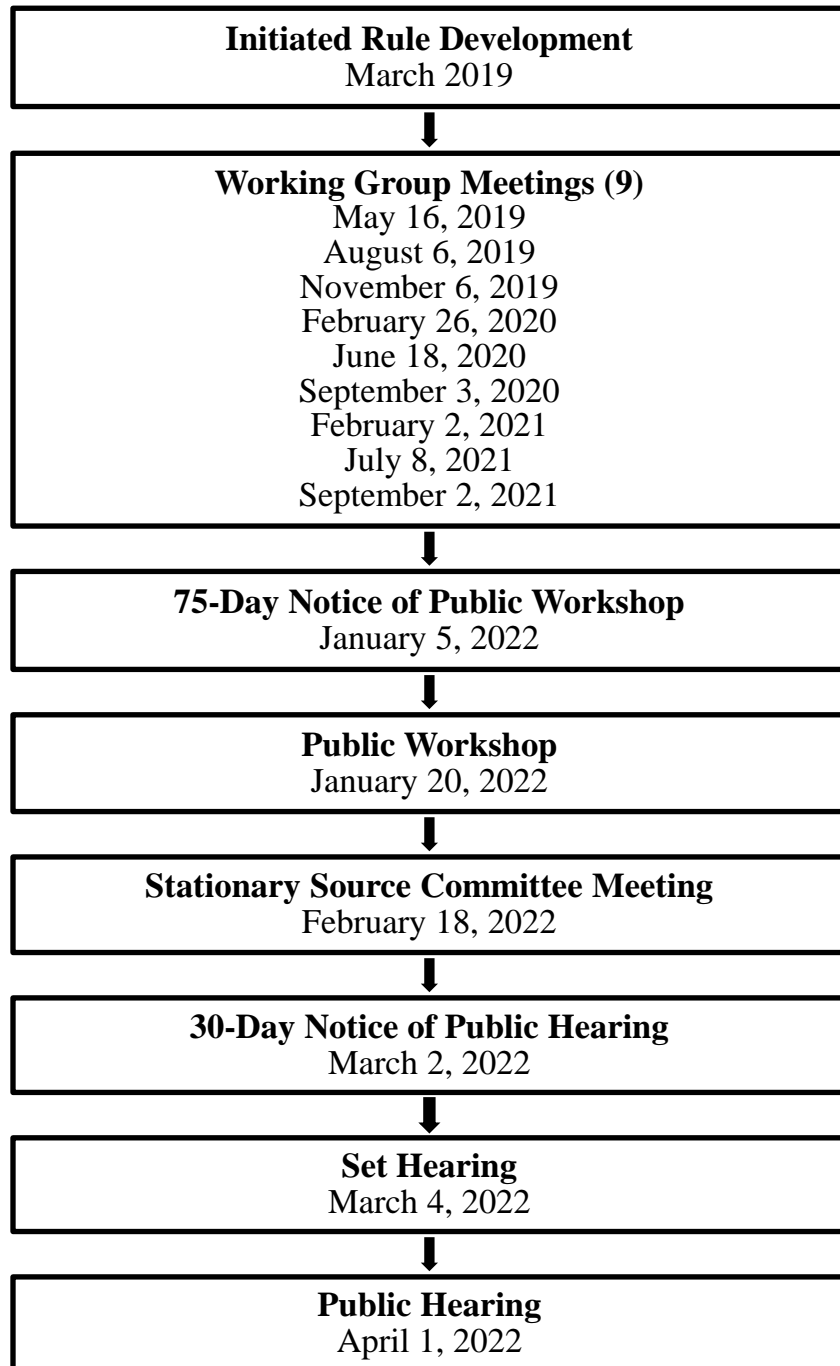 Initiated Rule Development
March 2019
Working Group Meetings (9)
May 16, 2019
August 6, 2019
November 6, 2019
February 26, 2020
June 18, 2020
September 3, 2020
February 2, 2021
July 8, 2021
September 2, 2021
75-Day Notice of Public Workshop
January 5, 2022
Public Workshop
January 20, 2022
Stationary Source Committee Meeting
February 18, 2022
30-Day Notice of Public Hearing
March 2, 2022
Set Hearing
March 4, 2022
Public Hearing
April 1, 2022